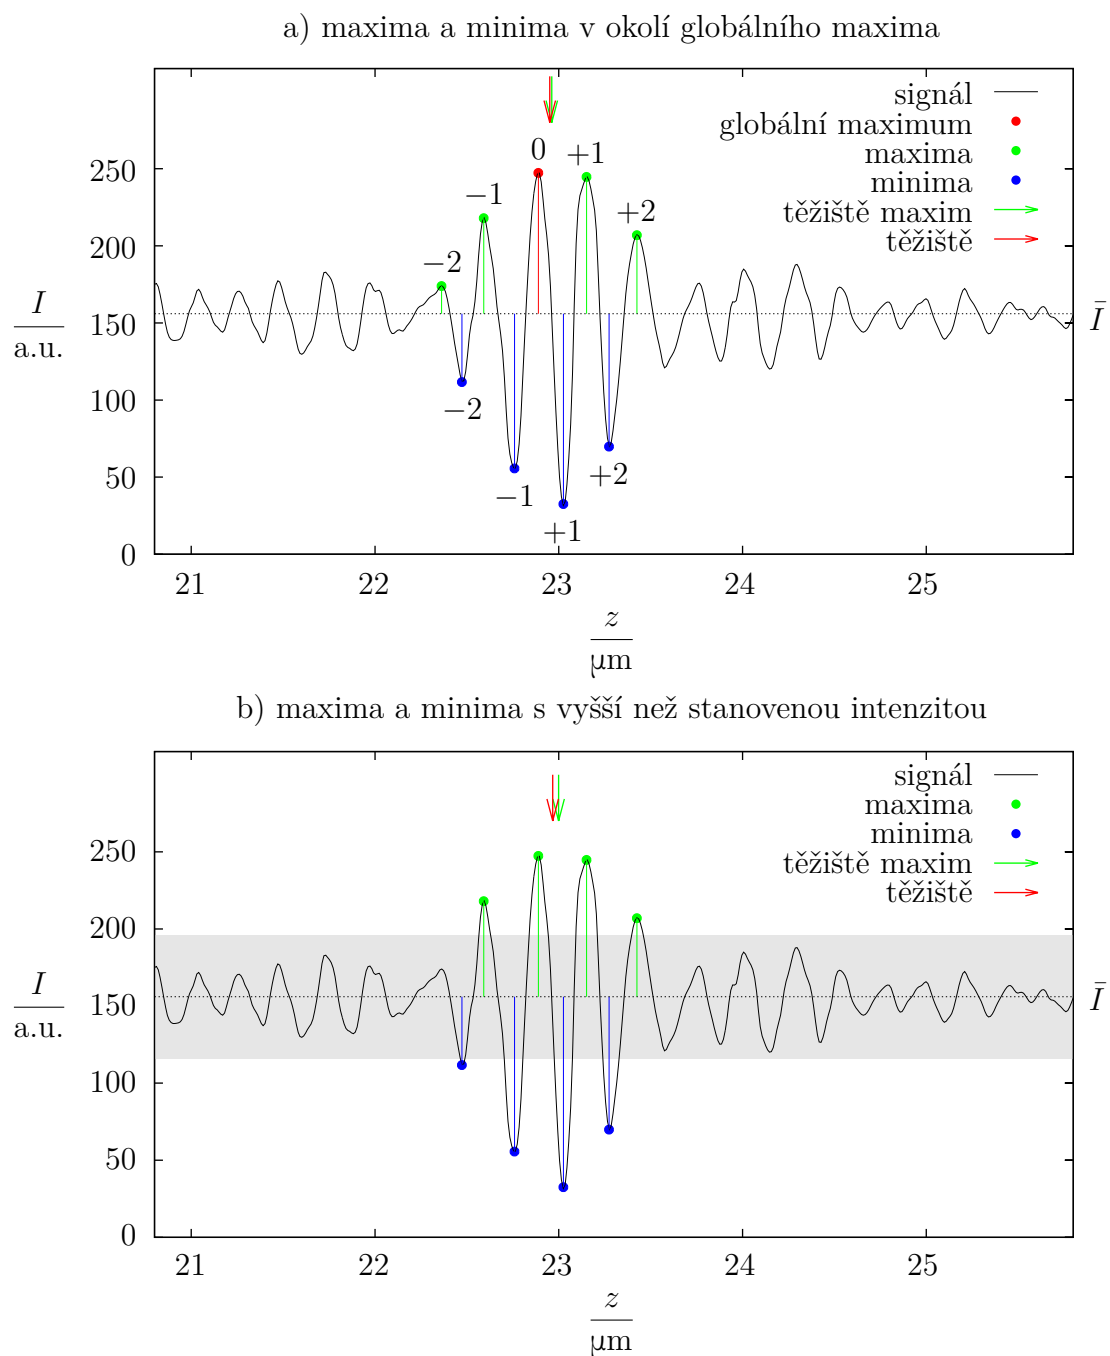 a) maxima a minima v okolí globálního maxima
signál
globální maximum
maxima
minima
těžiště maxim
těžiště
0
+1
−1
+2
−2
−2
−1
+2
+1
250
200
150
100
50
0
I
a.u.
Ī
21 22 23 24 25
z
µm
b) maxima a minima s vyšší než stanovenou intenzitou
signál
maxima
minima
těžiště maxim
těžiště
250
200
150
100
50
0
I
a.u.
Ī
21 22 23 24 25
z
µm